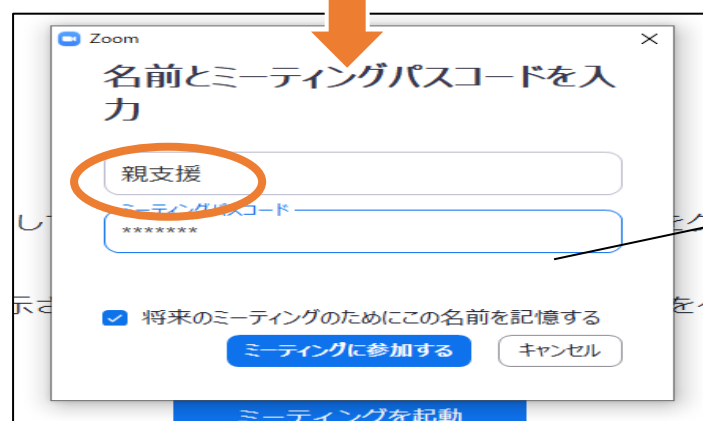 Zoom
名前とミーティングパスコードを入
力
親支援
ミーティングパスコード
*******
将来のミーティングのためにこの名前を記憶する
ミーティングに参加する
キャンセル
ミーティングを起動